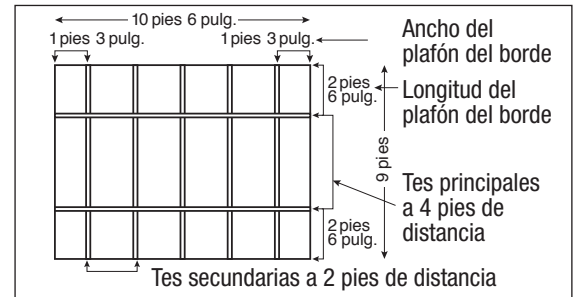 10 pies 6 pulg.
1 pies 3 pulg.
1 pies 3 pulg.
Ancho del
plafón del borde
2 pies
6 pulg.
Longitud del
plafón del borde
9 pies
Tes principales
a 4 pies de
distancia
2 pies
6 pulg.
Tes secundarias a 2 pies de distancia